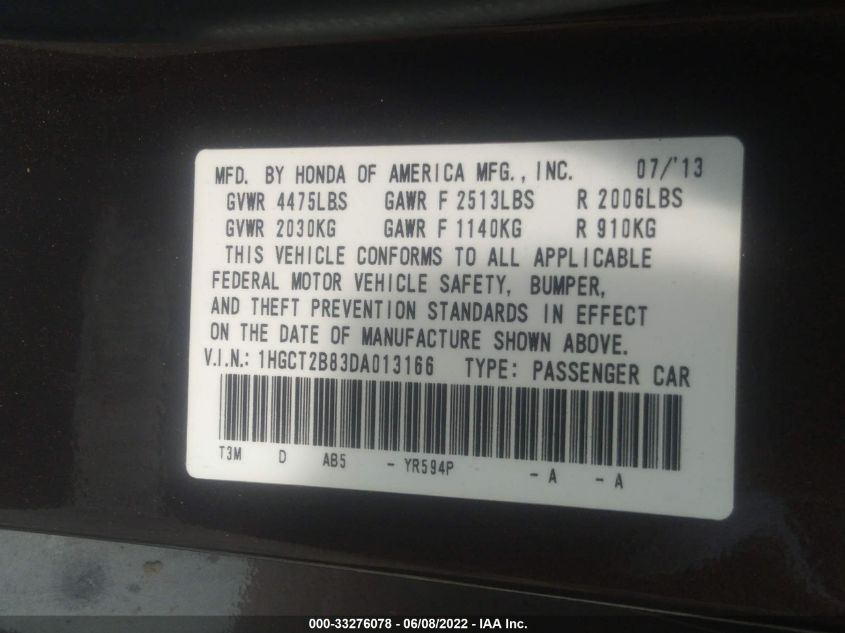 MFD. BY HONDA OF AMERICA MFG., INC. 07/'13
GVWR 4475LBS GAWR F 2513LBS R 2006LBS
GVWR 2030KG GAWR F 1140KG R 910KG
THIS VEHICLE CONFORMS TO ALL APPLICABLE
FEDERAL MOTOR VEHICLE SAFETY, BUMPER,
AND THEFT PREVENTION STANDARDS IN EFFECT
ON THE DATE OF MANUFACTURE SHOWN ABOVE.
V.I.N.: 1HGCT2B83DA013166 TYPE: PASSENGER CAR
T3M D AB5 - YR594P - A - A
000-33276078 - 06/08/2022 - IAA Inc.